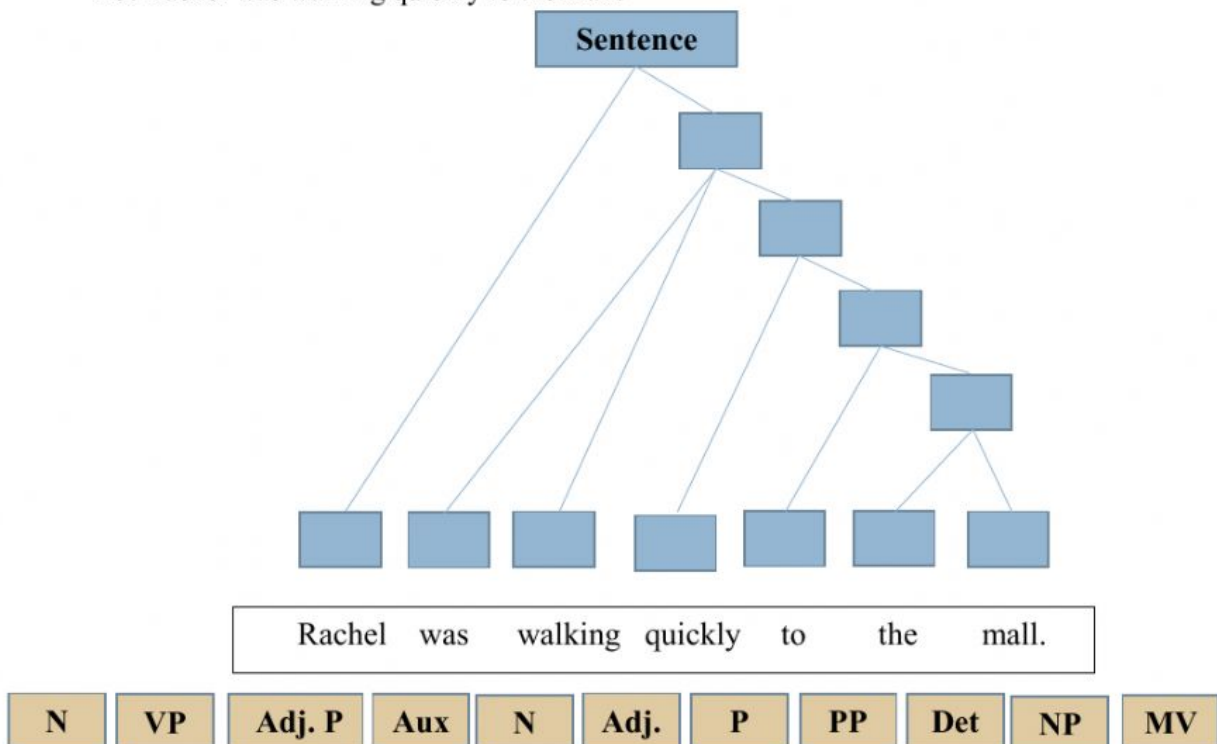 Sentence
Rachel was walking quickly to the mall.
N VP Adj. P Aux N Adj. P PP Det NP MV